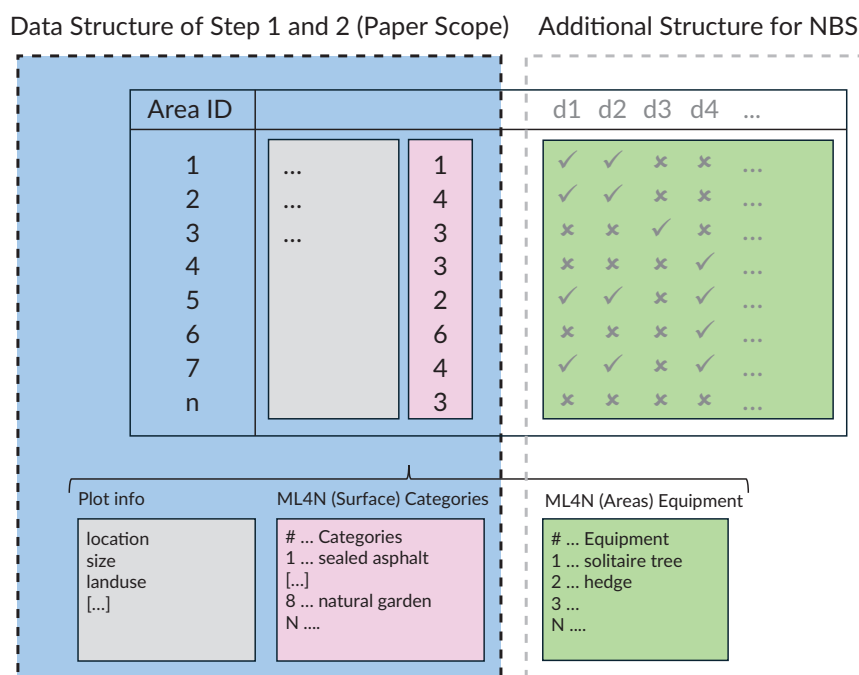 Data Structure of Step 1 and 2 (Paper Scope) Additional Structure for NBS
Area ID d1 d2 d3 d4 ...
1 ... 1 ✓ ✓ ✗ ✗ ...
2 ... 4 ✓ ✓ ✗ ✗ ...
3 ... 3 ✗ ✗ ✓ ✗ ...
4 3 ✗ ✗ ✗ ✓ ...
5 2 ✓ ✓ ✗ ✓ ...
6 6 ✗ ✗ ✗ ✓ ...
7 4 ✓ ✓ ✗ ✓ ...
n 3 ✗ ✗ ✗ ✗ ...
Plot info
location
size
landuse
[...]
ML4N (Surface) Categories
# ... Categories
1 ... sealed asphalt
[...]
8 ... natural garden
N ....
ML4N (Areas) Equipment
# ... Equipment
1 ... solitaire tree
2 ... hedge
3 ...
N ....